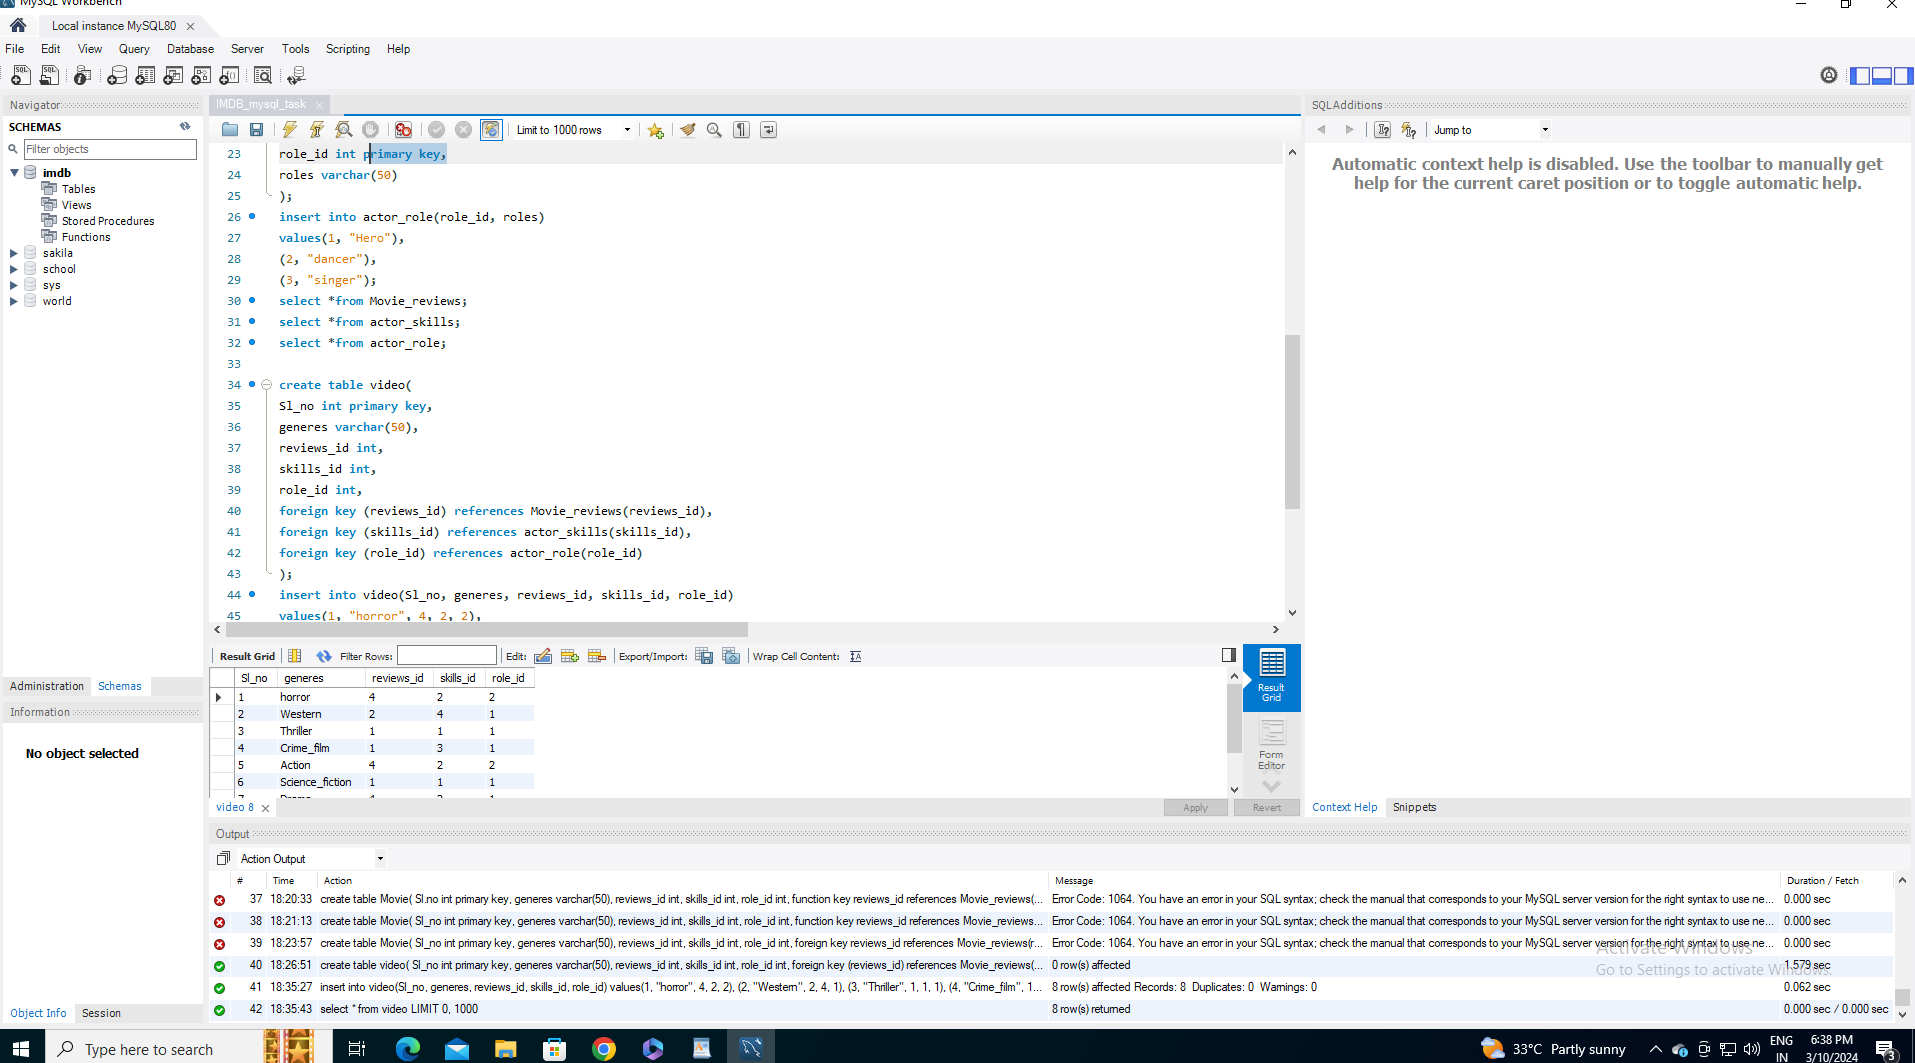 MySQL Workbench
Local instance MySQL80
File Edit View Query Database Server Tools Scripting Help
Navigator
SCHEMAS
Filter objects
imdb
Tables
Views
Stored Procedures
Functions
sakila
school
sys
world
Administration Schemas
Information
No object selected
Object Info Session
IMDB_mysql_task
Limit to 1000 rows
23 role_id int primary key,
24 roles varchar(50)
25 );
26 insert into actor_role(role_id, roles)
27 values(1, "Hero"),
28 (2, "dancer"),
29 (3, "singer");
30 select *from Movie_reviews;
31 select *from actor_skills;
32 select *from actor_role;
33
34 create table video(
35 Sl_no int primary key,
36 generes varchar(50),
37 reviews_id int,
38 skills_id int,
39 role_id int,
40 foreign key (reviews_id) references Movie_reviews(reviews_id),
41 foreign key (skills_id) references actor_skills(skills_id),
42 foreign key (role_id) references actor_role(role_id)
43 );
44 insert into video(Sl_no, generes, reviews_id, skills_id, role_id)
45 values(1, "horror", 4, 2, 2),
Result Grid Filter Rows: Edit: Export/Import: Wrap Cell Content:
Sl_no generes reviews_id skills_id role_id
1 horror 4 2 2
2 Western 2 4 1
3 Thriller 1 1 1
4 Crime_film 1 3 1
5 Action 4 2 2
6 Science_fiction 1 1 1
Result Grid
Form Editor
video 8
Apply Revert
SQLAdditions
Jump to
Automatic context help is disabled. Use the toolbar to manually get
help for the current caret position or to toggle automatic help.
Context Help Snippets
Output
Action Output
# Time Action Message Duration / Fetch
37 18:20:33 create table Movie( Sl.no int primary key, generes varchar(50), reviews_id int, skills_id int, role_id int, function key reviews_id references Movie_reviews(... Error Code: 1064. You have an error in your SQL syntax; check the manual that corresponds to your MySQL server version for the right syntax to use ne... 0.000 sec
38 18:21:13 create table Movie( Sl_no int primary key, generes varchar(50), reviews_id int, skills_id int, role_id int, function key reviews_id references Movie_reviews... Error Code: 1064. You have an error in your SQL syntax; check the manual that corresponds to your MySQL server version for the right syntax to use ne... 0.000 sec
39 18:23:57 create table Movie( Sl_no int primary key, generes varchar(50), reviews_id int, skills_id int, role_id int, foreign key reviews_id references Movie_reviews(r... Error Code: 1064. You have an error in your SQL syntax; check the manual that corresponds to your MySQL server version for the right syntax to use ne... 0.000 sec
40 18:26:51 create table video( Sl_no int primary key, generes varchar(50), reviews_id int, skills_id int, role_id int, foreign key (reviews_id) references Movie_reviews(... 0 row(s) affected 1.579 sec
41 18:35:27 insert into video(Sl_no, generes, reviews_id, skills_id, role_id) values(1, "horror", 4, 2, 2), (2, "Western", 2, 4, 1), (3, "Thriller", 1, 1, 1), (4, "Crime_film", 1... 8 row(s) affected Records: 8 Duplicates: 0 Warnings: 0 0.062 sec
42 18:35:43 select * from video LIMIT 0, 1000 8 row(s) returned 0.000 sec / 0.000 sec
Activate Windows
Go to Settings to activate Windows.
Type here to search
33°C Partly sunny
ENG
IN
6:38 PM
3/10/2024
3